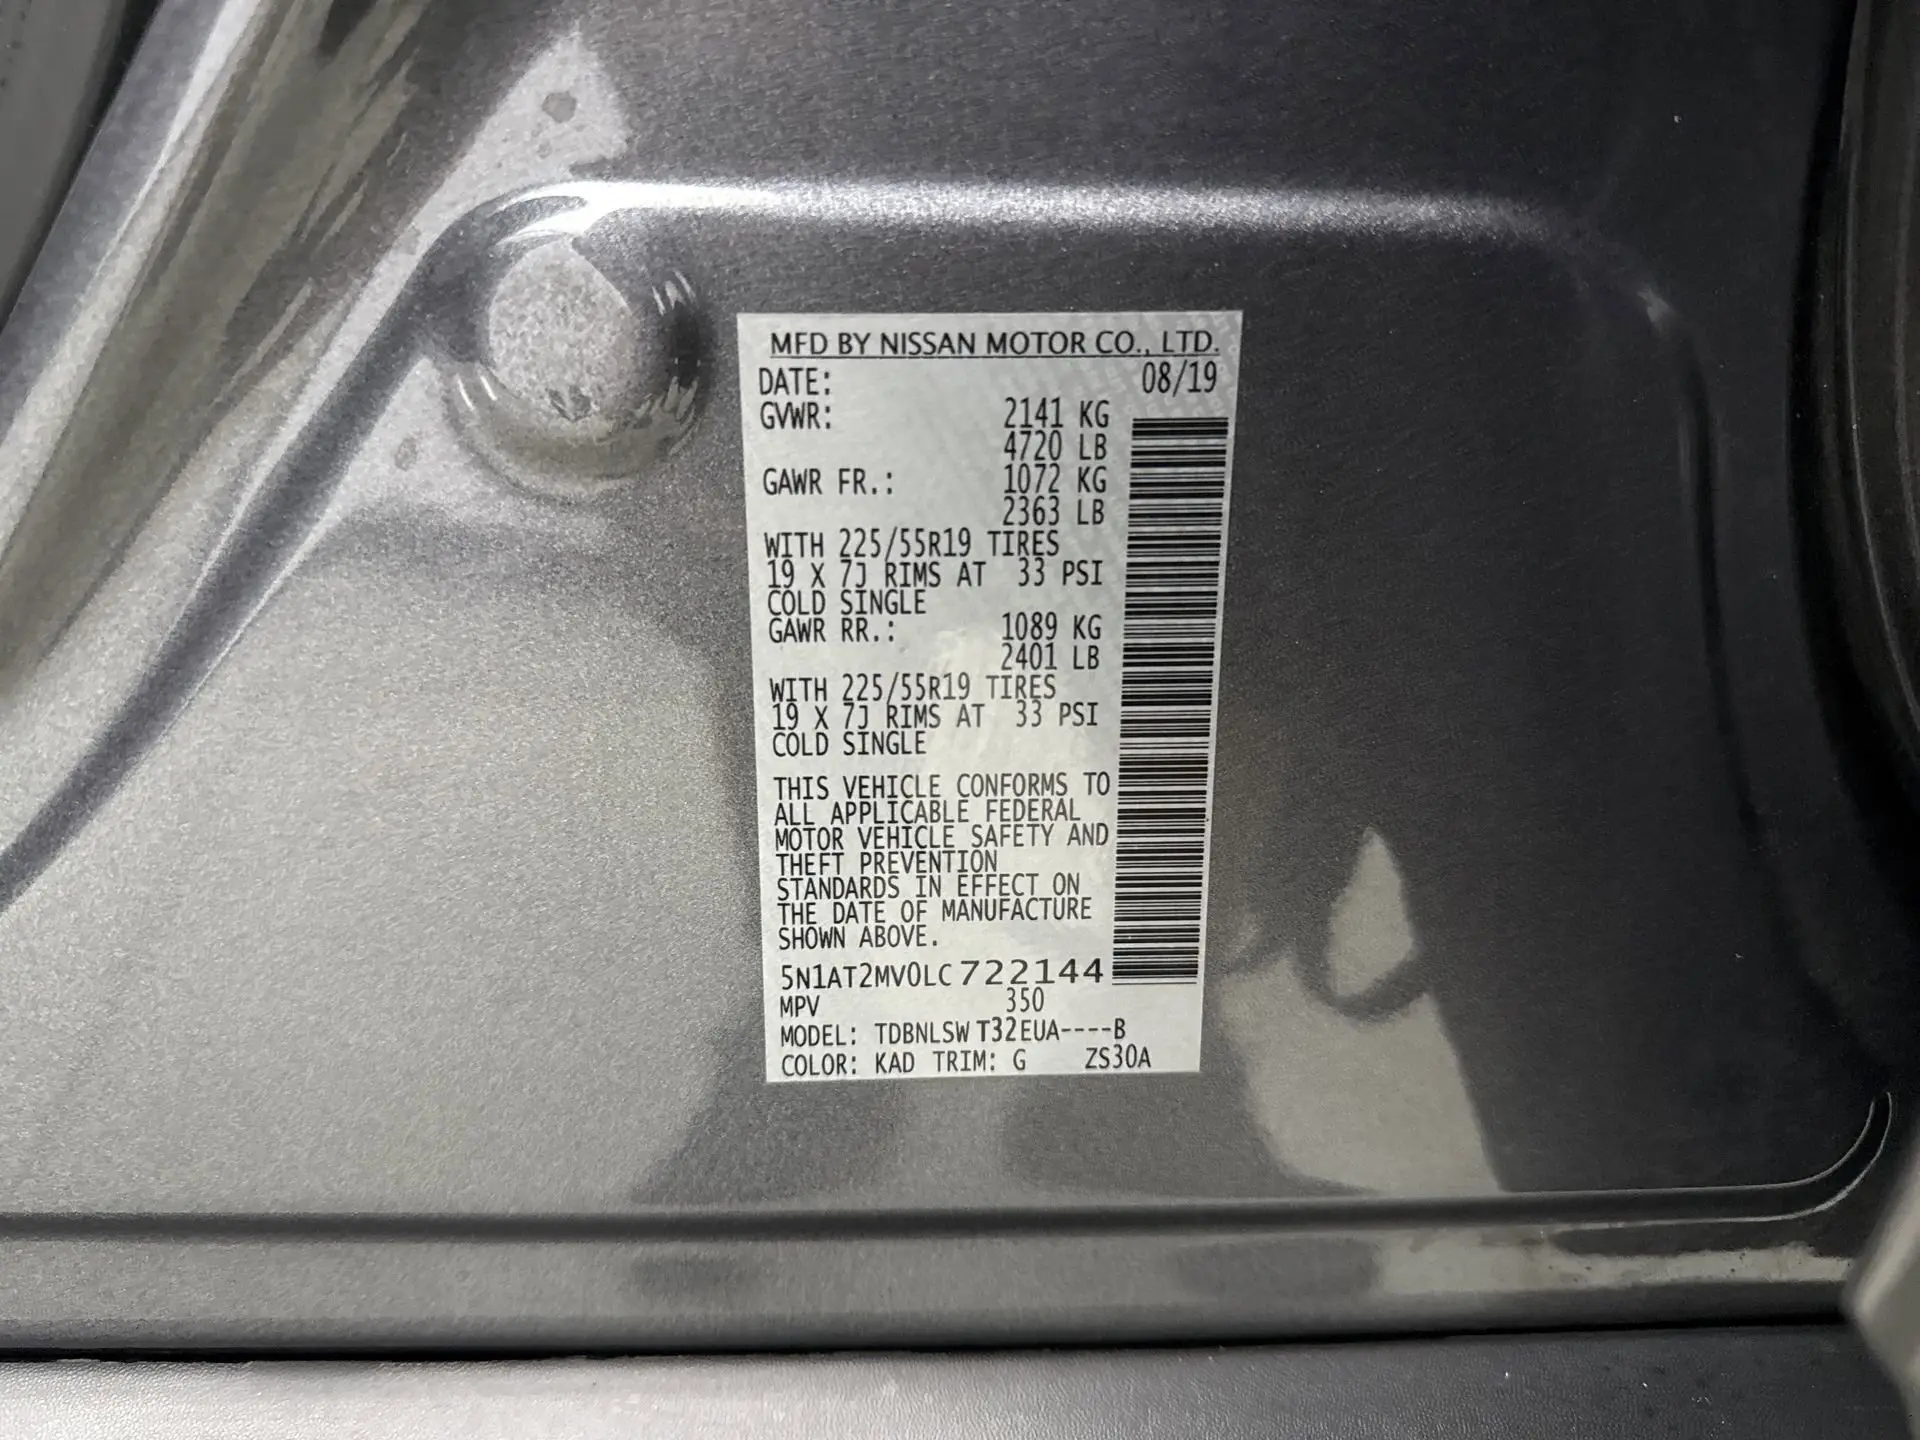 MFD BY NISSAN MOTOR CO., LTD.
DATE: 08/19
GVWR: 2141 KG
4720 LB
GAWR FR.: 1072 KG
2363 LB
WITH 225/55R19 TIRES
19 X 7J RIMS AT 33 PSI
COLD SINGLE
GAWR RR.: 1089 KG
2401 LB
WITH 225/55R19 TIRES
19 X 7J RIMS AT 33 PSI
COLD SINGLE
THIS VEHICLE CONFORMS TO
ALL APPLICABLE FEDERAL
MOTOR VEHICLE SAFETY AND
THEFT PREVENTION
STANDARDS IN EFFECT ON
THE DATE OF MANUFACTURE
SHOWN ABOVE.
5N1AT2MV0LC722144
MPV 350
MODEL: TDBNLSW T32EUA----B
COLOR: KAD TRIM: G ZS30A